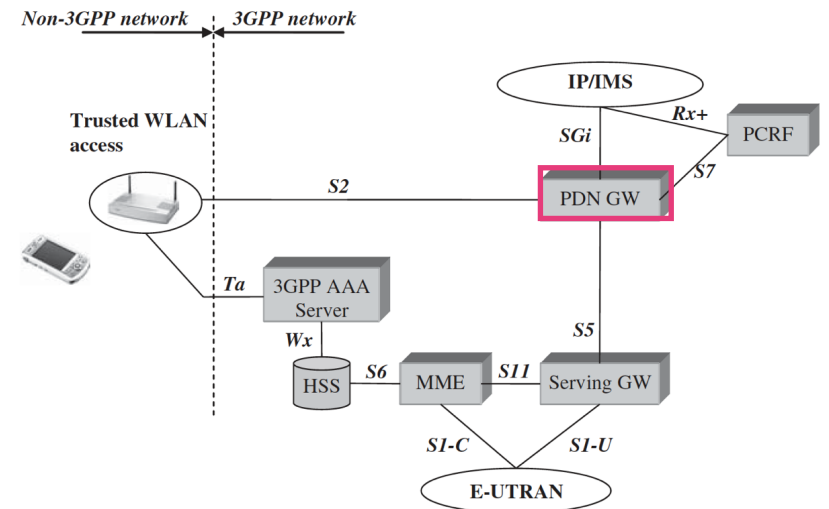 Non-3GPP network
3GPP network
IP/IMS
Rx+
PCRF
SGi
S7
Trusted WLAN
access
S2
PDN GW
Ta
3GPP AAA
Server
Wx
S5
HSS
S6
MME
S11
Serving GW
S1-C
S1-U
E-UTRAN